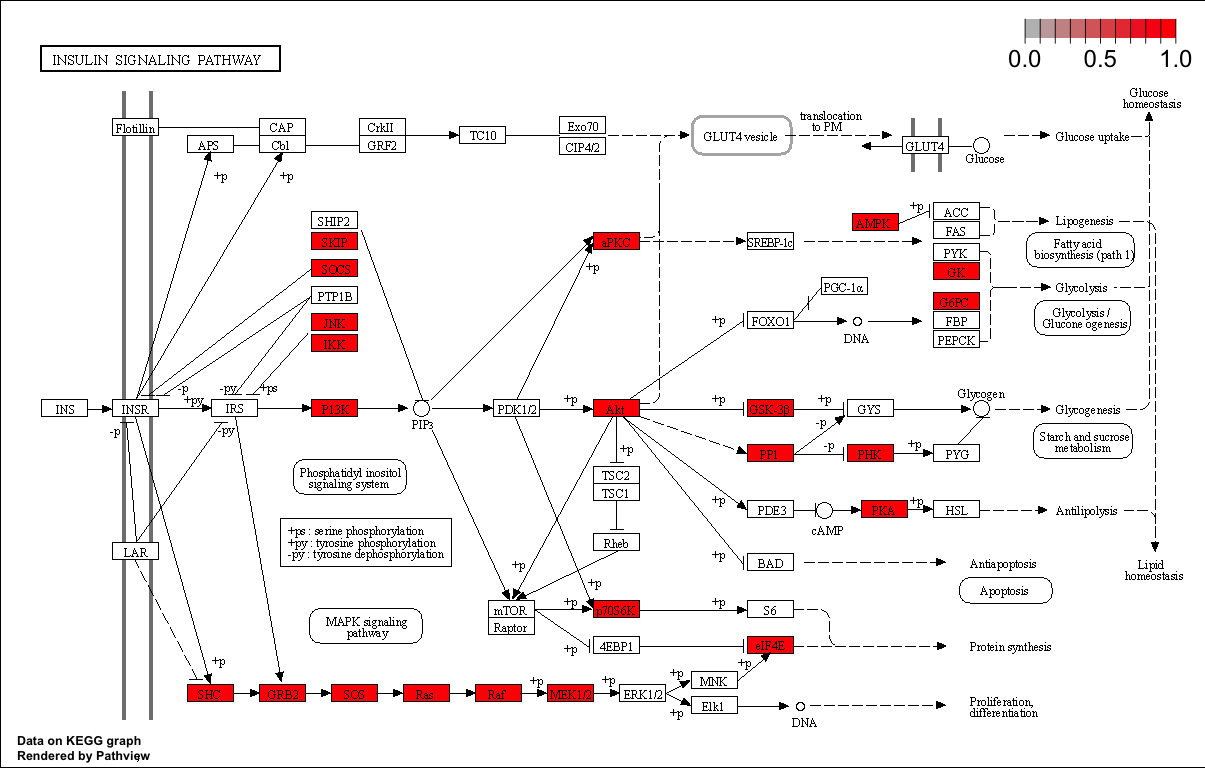 INSULIN SIGNALING PATHWAY
0.0 0.5 1.0
Glucose
homeostasis
Flotillin
CAP
Cbl
APS
CrkII
GRF2
TC10
Exo70
CIP4/2
GLUT4 vesicle
translocation
to PM
GLUT4
Glucose
Glucose uptake
+p
+p
SHIP2
SKIP
SOCS
PTP1B
JNK
IKK
aPKC
+p
SREBP-1c
AMPK
+p
ACC
FAS
Lipogenesis
Fatty acid
biosynthesis (path 1)
PYK
GK
G6PC
FBP
PEPCK
Glycolysis
Glycolysis /
Glucone ogenesis
PGC-1α
+p
FOXO1
DNA
-p
+py
-py
+ps
INS
INSR
IRS
PI3K
PIP3
PDK1/2
+p
Akt
+p
GSK-3β
+p
GYS
Glycogen
Glycogenesis
-p
-py
-p
-p
PP1
PHK
+p
PYG
Starch and sucrose
metabolism
Phosphatidyl inositol
signaling system
+p
TSC2
TSC1
+p
PDE3
cAMP
PKA
+p
HSL
Antilipolysis
+ps : serine phosphorylation
+py : tyrosine phosphorylation
-py : tyrosine dephosphorylation
LAR
Rheb
+p
+p
BAD
Antiapoptosis
Apoptosis
Lipid
homeostasis
+p
mTOR
Raptor
+p
p70S6K
+p
S6
+p
4EBP1
eIF4E
Protein synthesis
MAPK signaling
pathway
+p
SHC
GRB2
SOS
Ras
Raf
+p
MEK1/2
+p
ERK1/2
+p
MNK
+p
+p
Elk1
DNA
Proliferation,
differentiation
Data on KEGG graph
Rendered by Pathview